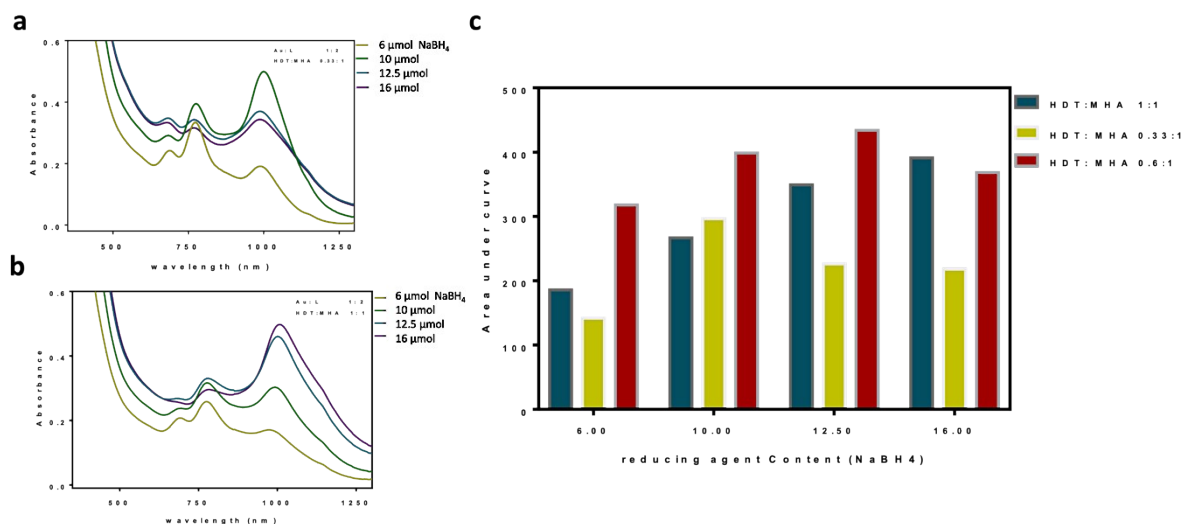 a
0.6
0.4
0.2
0.0
Absorbance
Au:L 1:2
HDT:MHA 0.33:1
6 μmol NaBH₄
10 μmol
12.5 μmol
16 μmol
500 750 1000 1250
wavelength (nm)
b
0.6
0.4
0.2
0.0
Absorbance
Au:L 1:2
HDT:MHA 1:1
6 μmol NaBH₄
10 μmol
12.5 μmol
16 μmol
500 750 1000 1250
wavelength (nm)
c
500
400
300
200
100
0
Area under curve
6.00 10.00 12.50 16.00
reducing agent Content (NaBH4)
HDT:MHA 1:1
HDT:MHA 0.33:1
HDT:MHA 0.6:1